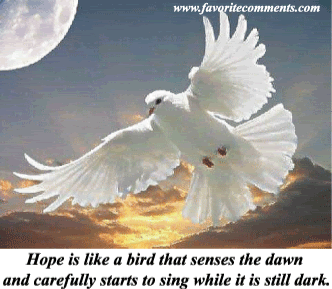 www.favoritecomments.com
Hope is like a bird that senses the dawn
and carefully starts to sing while it is still dark.